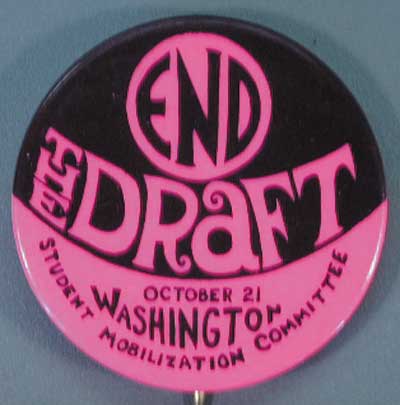 END
THE
DRaFT
OCTOBER 21
WASHINGTON
STUDENT MOBILIZATION COMMITTEE